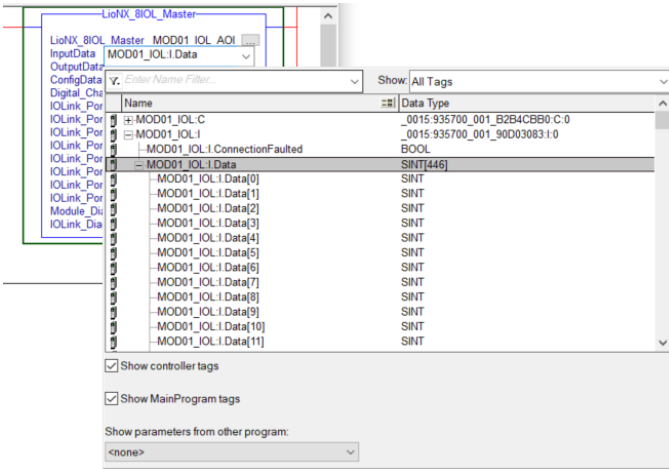 LioNX_8IOL_Master
LioNX_8IOL_Master MOD01_IOL_AOI ...
InputData MOD01_IOL:I.Data
OutputData
ConfigData Enter Name Filter... Show: All Tags
Digital_Cha
Name Data Type
IOLink_Por
IOLink_Por MOD01_IOL:C _0015:935700_001_B2B4CBB0:C:0
IOLink_Por MOD01_IOL:I _0015:935700_001_90D03083:I:0
IOLink_Por MOD01_IOL:I.ConnectionFaulted BOOL
IOLink_Por MOD01_IOL:I.Data SINT[446]
IOLink_Por MOD01_IOL:I.Data[0] SINT
IOLink_Por MOD01_IOL:I.Data[1] SINT
IOLink_Por MOD01_IOL:I.Data[2] SINT
Module_Dia MOD01_IOL:I.Data[3] SINT
IOLink_Dia MOD01_IOL:I.Data[4] SINT
MOD01_IOL:I.Data[5] SINT
MOD01_IOL:I.Data[6] SINT
MOD01_IOL:I.Data[7] SINT
MOD01_IOL:I.Data[8] SINT
MOD01_IOL:I.Data[9] SINT
MOD01_IOL:I.Data[10] SINT
MOD01_IOL:I.Data[11] SINT
Show controller tags
Show MainProgram tags
Show parameters from other program:
<none>